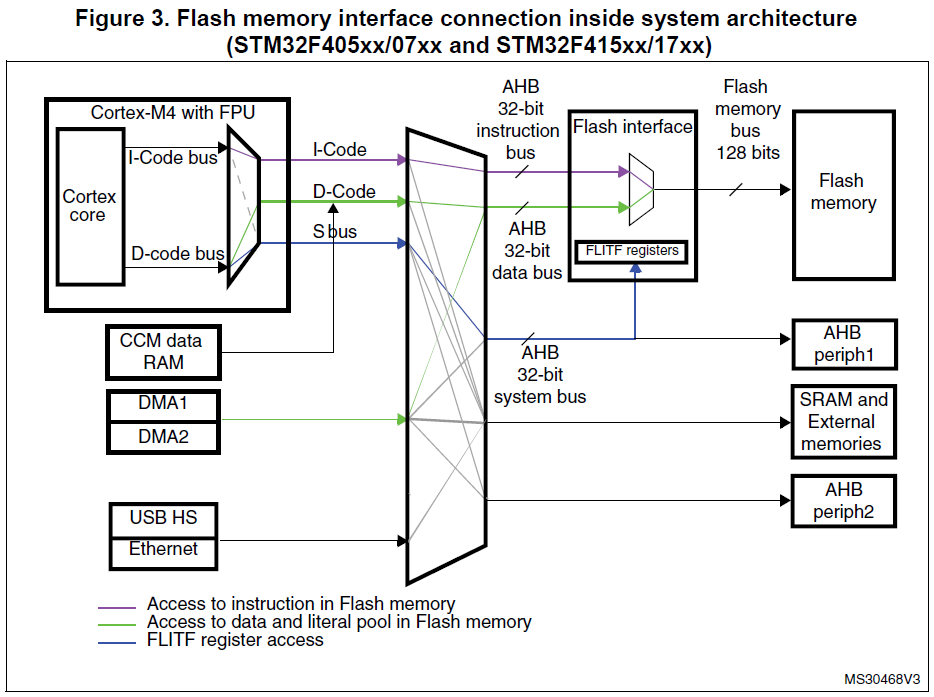 Figure 3. Flash memory interface connection inside system architecture
(STM32F405xx/07xx and STM32F415xx/17xx)
Cortex-M4 with FPU
I-Code bus
Cortex
core
D-code bus
I-Code
D-Code
S bus
CCM data
RAM
DMA1
DMA2
USB HS
Ethernet
AHB
32-bit
instruction
bus
AHB
32-bit
data bus
AHB
32-bit
system bus
Flash interface
FLITF registers
Flash
memory
bus
128 bits
Flash
memory
AHB
periph1
SRAM and
External
memories
AHB
periph2
Access to instruction in Flash memory
Access to data and literal pool in Flash memory
FLITF register access
MS30468V3